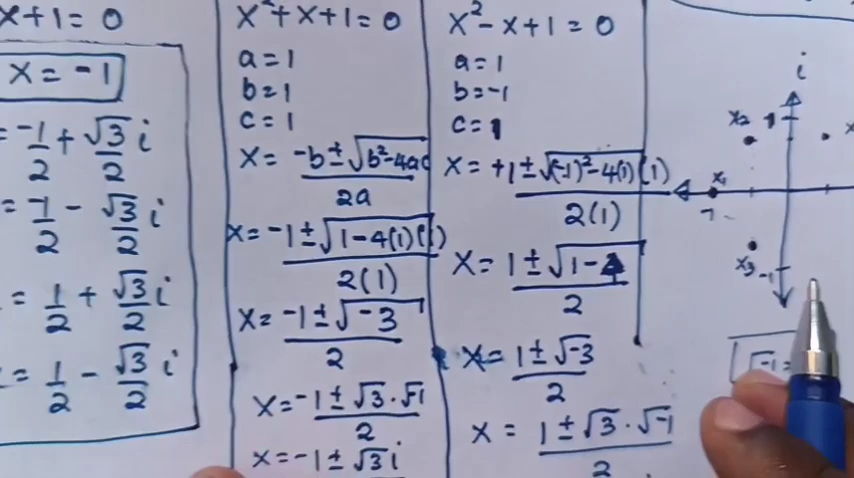 x+1=0
x=-1
=-1/2+√3/2 i
=-1/2-√3/2 i
=1/2+√3/2 i
=1/2-√3/2 i
x²+x+1=0
a=1
b=1
c=1
x=-b±√b²-4ac/2a
x=-1±√1-4(1)(1)/2(1)
x=-1±√-3/2
x=-1±√3·√-1/2
x=-1±√3i
x²-x+1=0
a=1
b=-1
c=1
x=+1±√(-1)²-4(1)(1)/2(1)
x=1±√1-4/2
x=1±√-3/2
x=1±√3·√-1/2
i
x₂ 1
x₁
-1
x₃ -1
√-1=